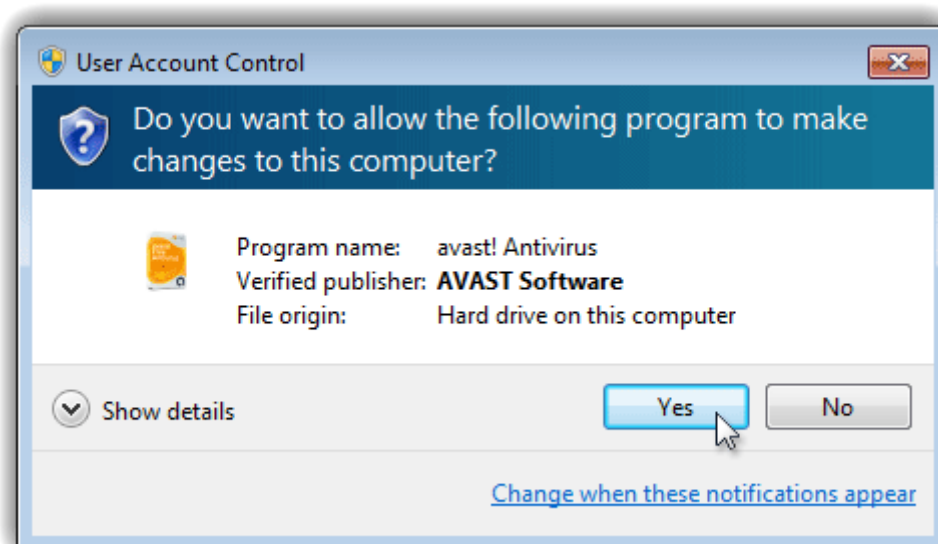 User Account Control
Do you want to allow the following program to make
changes to this computer?
Program name: avast! Antivirus
Verified publisher: AVAST Software
File origin: Hard drive on this computer
Show details
Yes
No
Change when these notifications appear